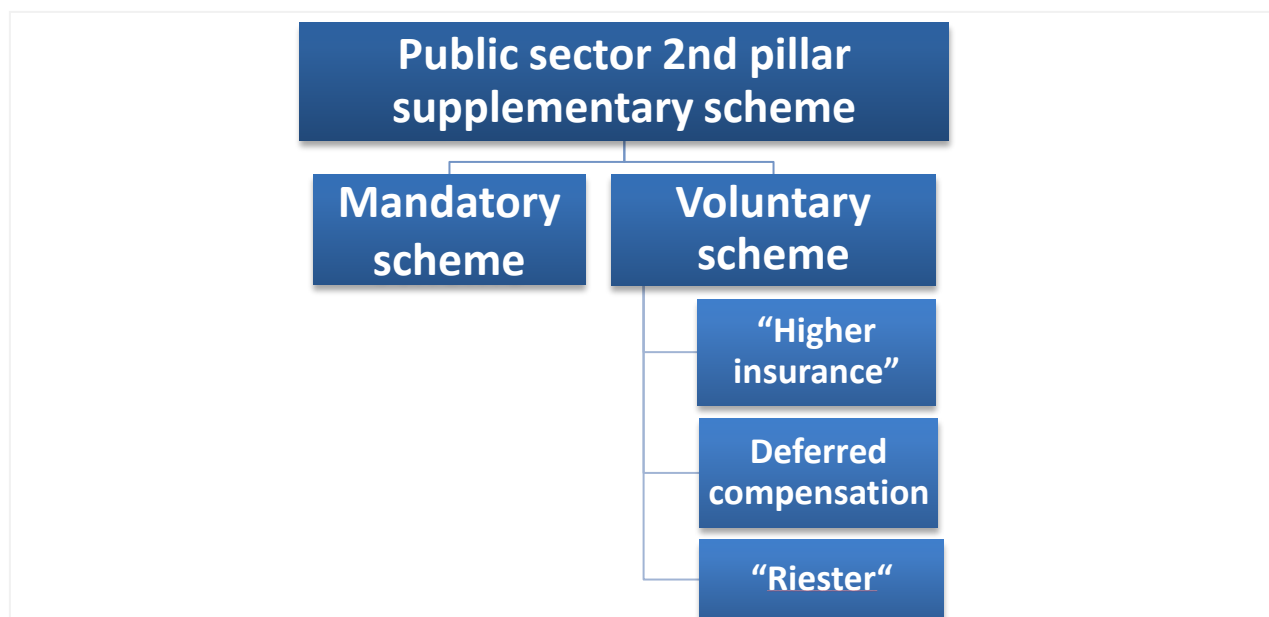 Public sector 2nd pillar
supplementary scheme
Mandatory
scheme
Voluntary
scheme
“Higher
insurance”
Deferred
compensation
“Riester“